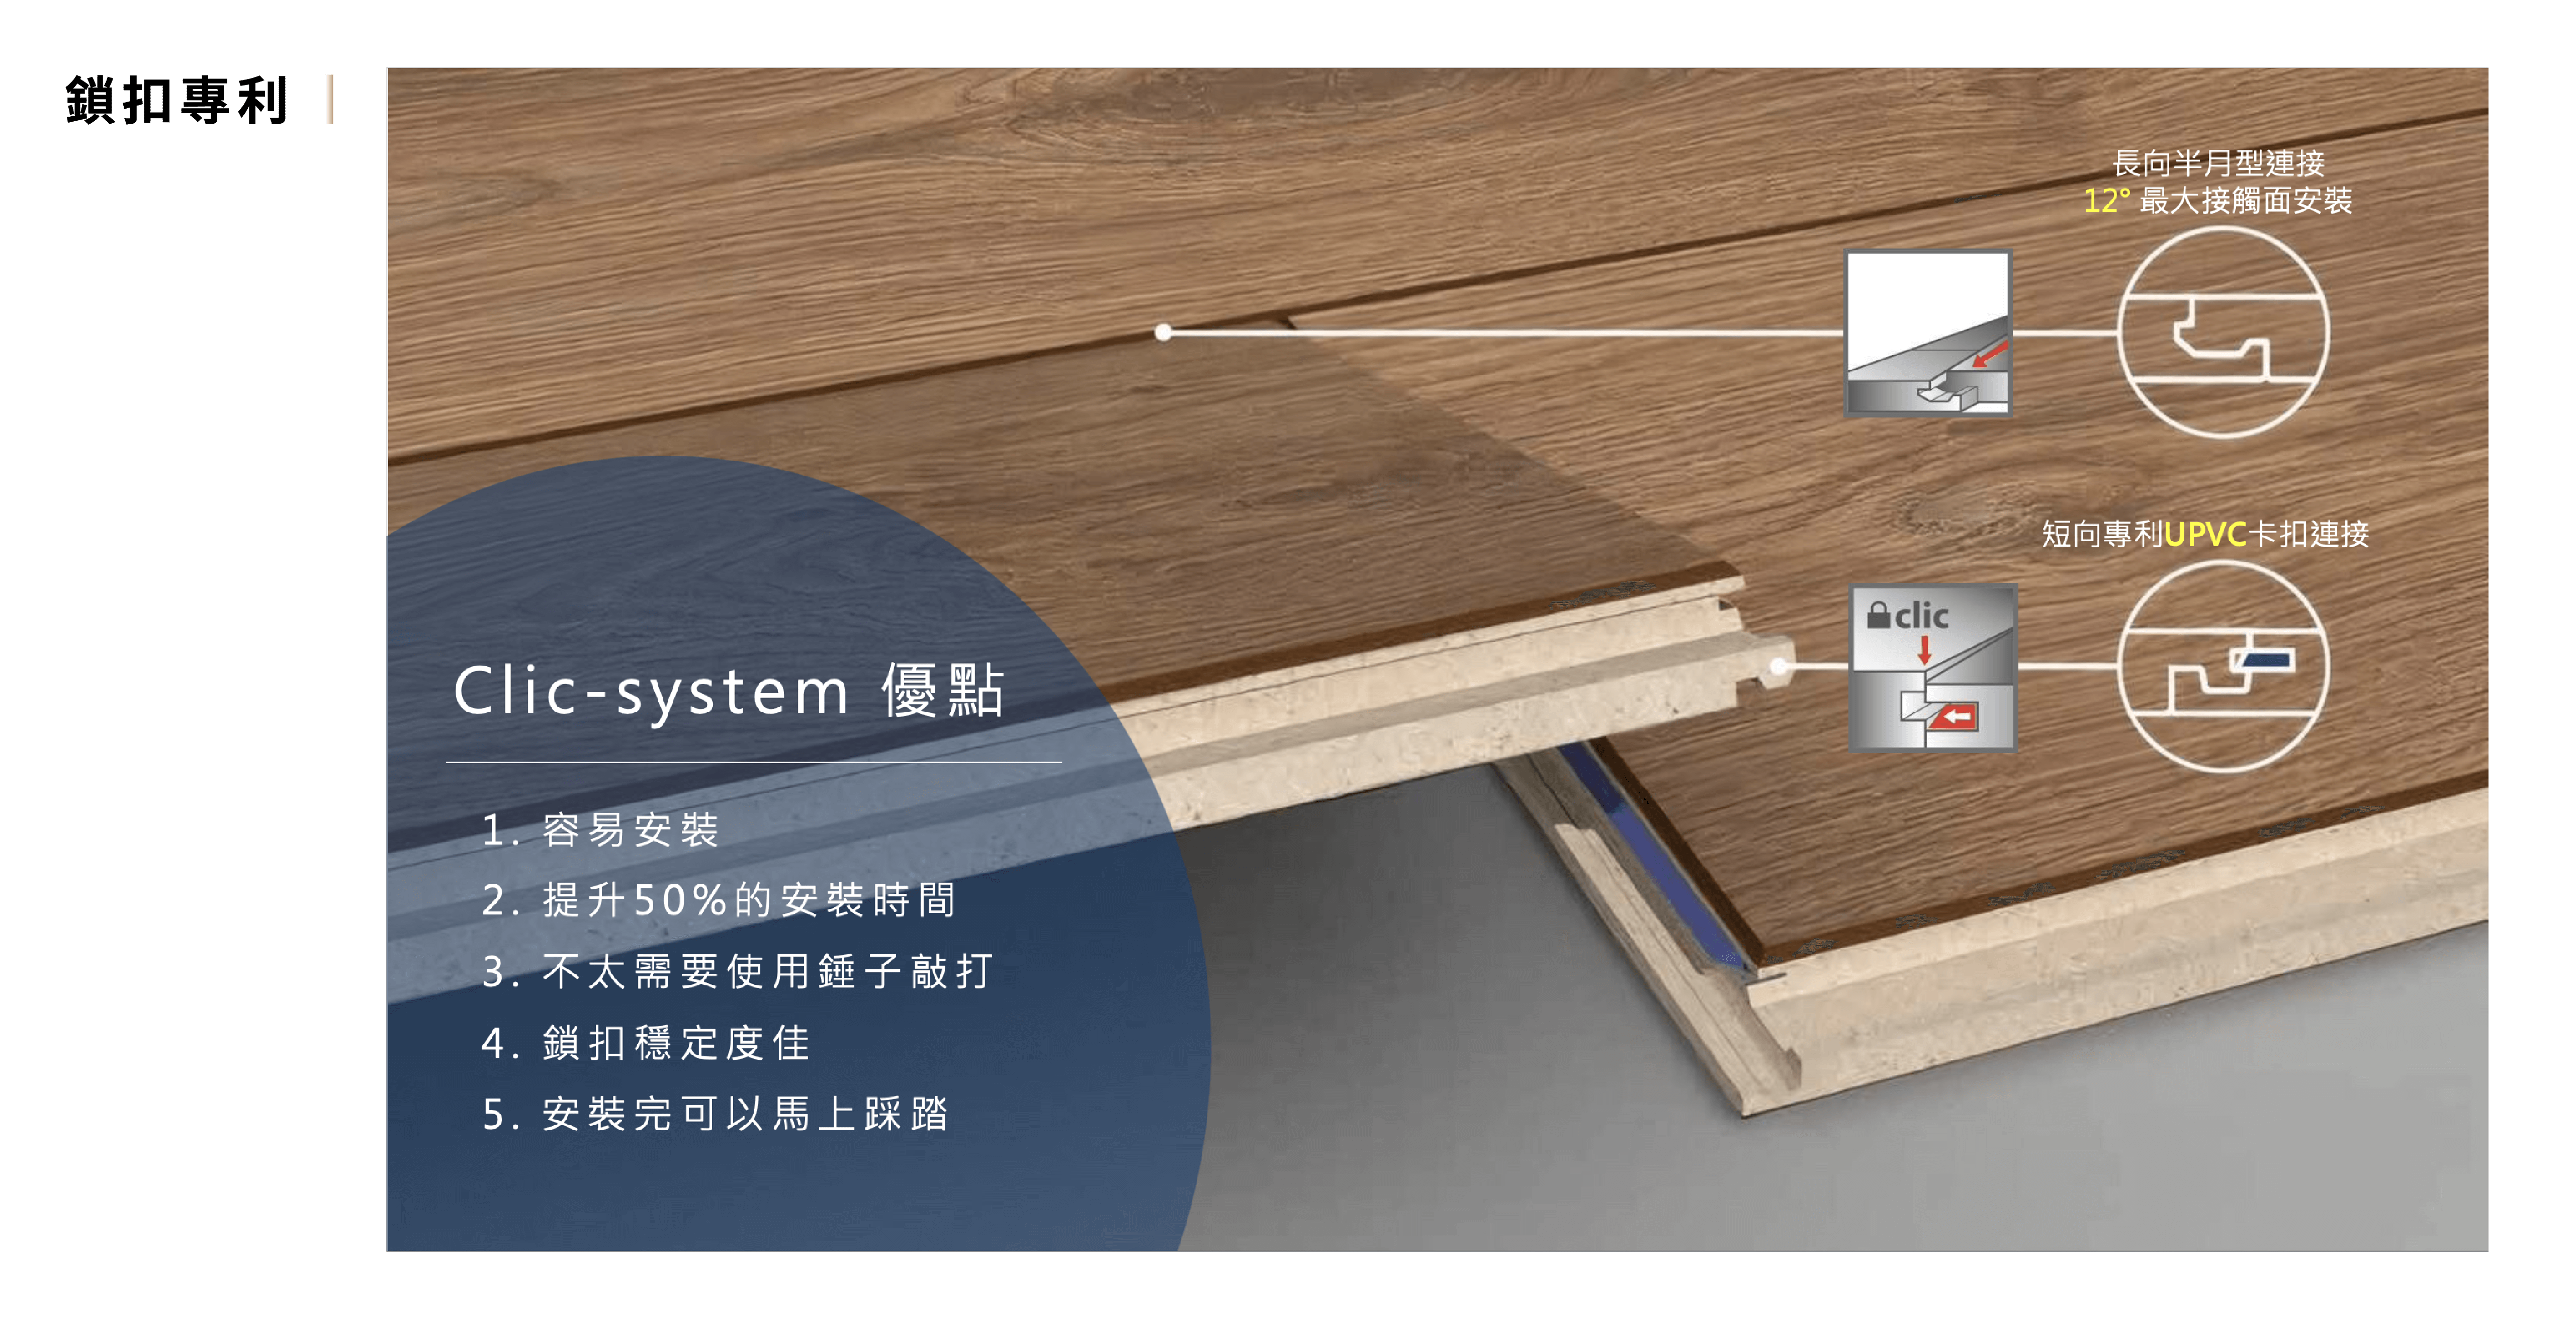 鎖扣專利
長向半月型連接
12° 最大接觸面安裝
短向專利UPVC卡扣連接
clic
Clic-system 優點
1. 容易安裝
2. 提升50%的安裝時間
3. 不太需要使用錘子敲打
4. 鎖扣穩定度佳
5. 安裝完可以馬上踩踏